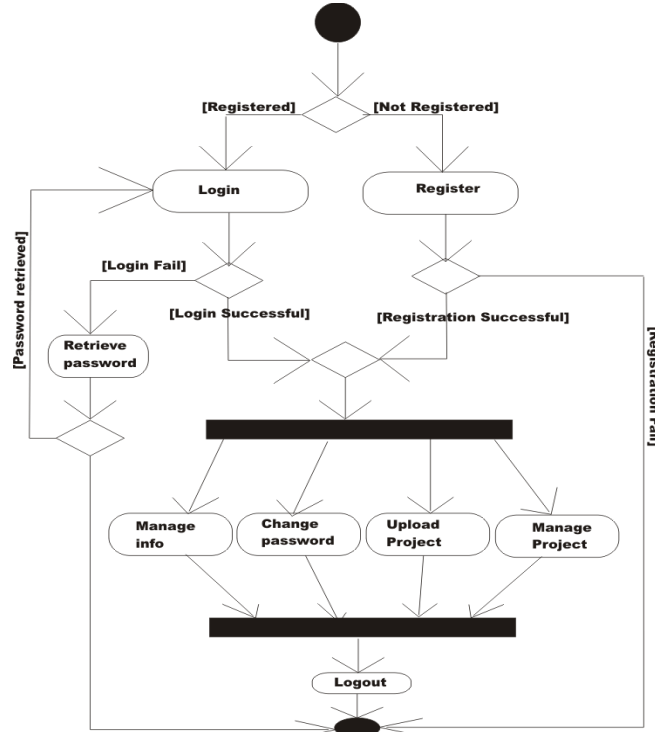 [Registered]
[Not Registered]
Login
Register
[Login Fail]
[Password retrieved]
[Login Successful]
[Registration Successful]
[Registration Fail]
Retrieve
password
Manage
info
Change
password
Upload
Project
Manage
Project
Logout